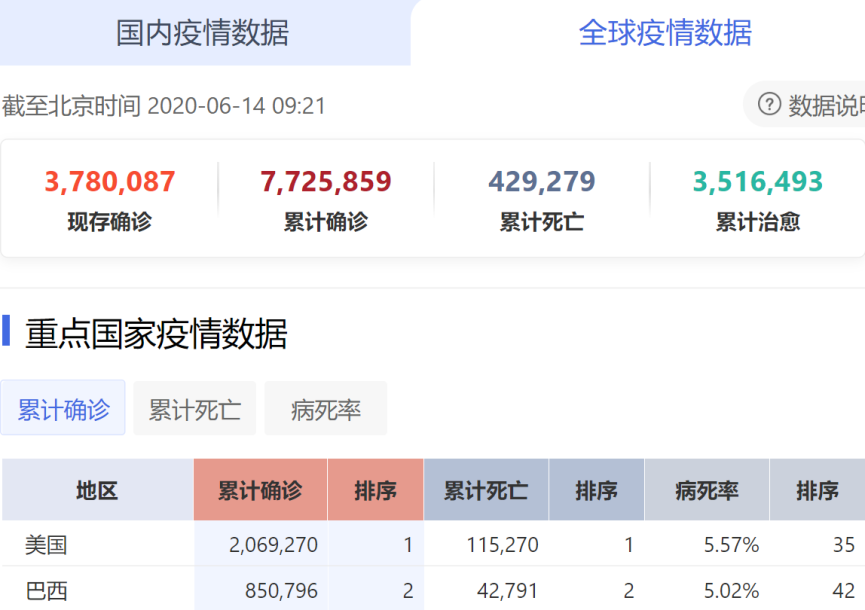 国内疫情数据 全球疫情数据
截至北京时间 2020-06-14 09:21 ? 数据说
3,780,087 7,725,859 429,279 3,516,493
现存确诊 累计确诊 累计死亡 累计治愈
重点国家疫情数据
累计确诊 累计死亡 病死率
地区 累计确诊 排序 累计死亡 排序 病死率 排序
美国 2,069,270 1 115,270 1 5.57% 35
巴西 850,796 2 42,791 2 5.02% 42